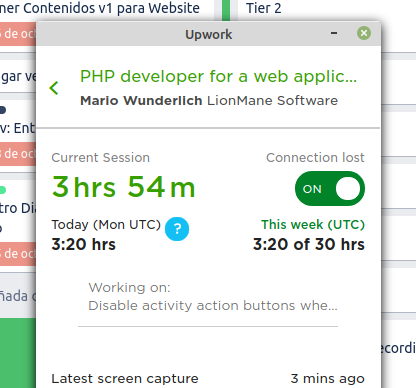 ner Contenidos v1 para Website
Tier 2
Upwork
PHP developer for a web applic...
Mario Wunderlich LionMane Software
Current Session
Connection lost
3 hrs 54 m
ON
Today (Mon UTC)
?
This week (UTC)
3:20 hrs
3:20 of 30 hrs
Working on:
Disable activity action buttons whe...
Latest screen capture
3 mins ago
de oc
gar ve
v: Ent
de oc
tro Dia
o
de oc
ñada
ecordi